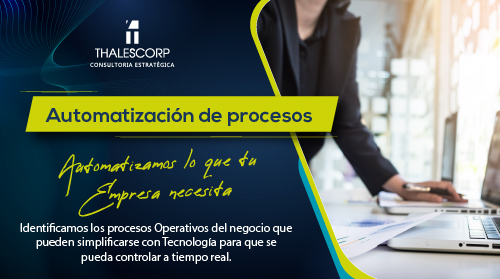 THALESCORP
CONSULTORIA ESTRATÉGICA
Automatización de procesos
Automatizamos lo que tu
Empresa necesita
Identificamos los procesos Operativos del negocio que
pueden simplificarse con Tecnología para que se
pueda controlar a tiempo real.